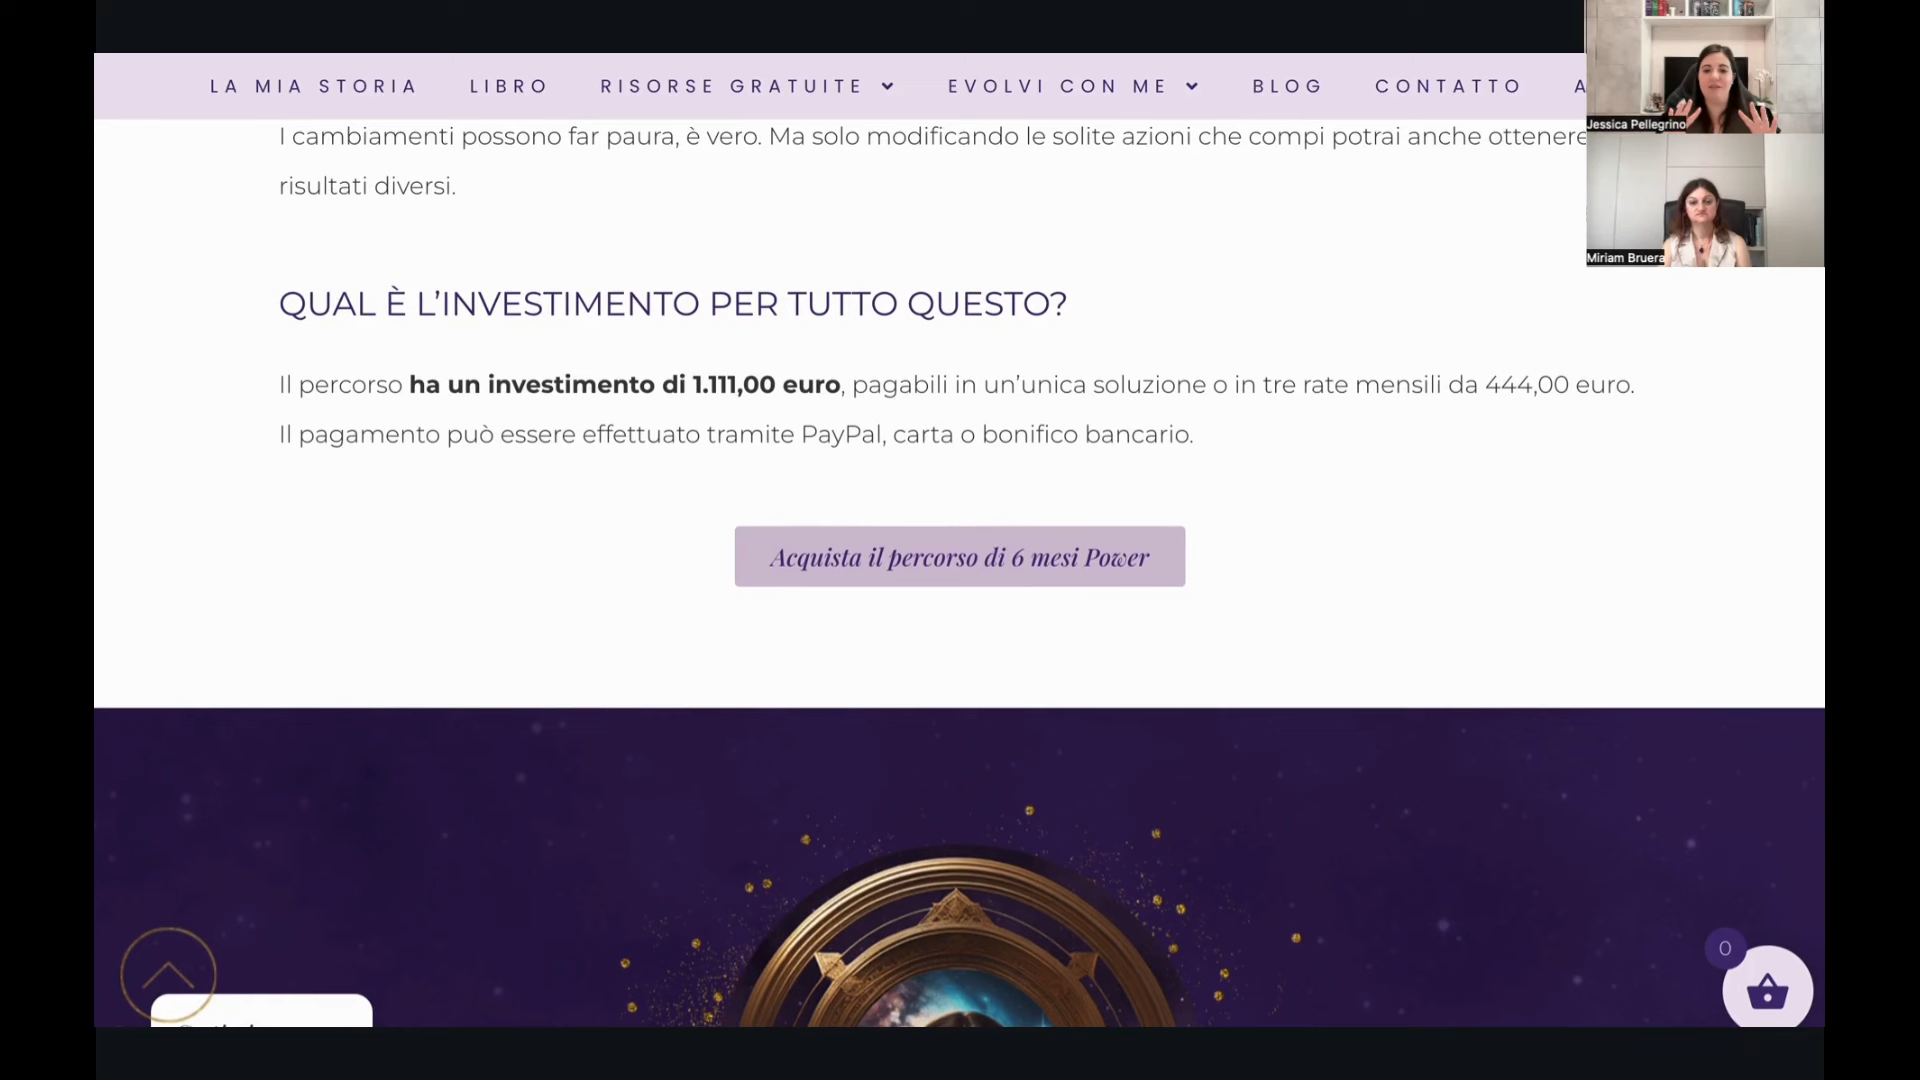 LA MIA STORIA LIBRO RISORSE GRATUITE EVOLVI CON ME BLOG CONTATTO A
Jessica Pellegrino
I cambiamenti possono far paura, è vero. Ma solo modificando le solite azioni che compi potrai anche ottenere
risultati diversi.
Miriam Bruera
QUAL È L’INVESTIMENTO PER TUTTO QUESTO?
Il percorso ha un investimento di 1.111,00 euro, pagabili in un’unica soluzione o in tre rate mensili da 444,00 euro.
Il pagamento può essere effettuato tramite PayPal, carta o bonifico bancario.
Acquista il percorso di 6 mesi Power
0